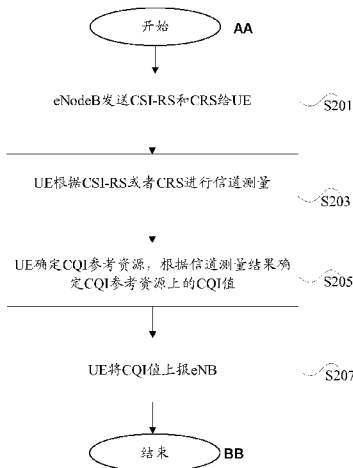 开始
AA
eNodeB发送CSI-RS和CRS给UE
S201
UE根据CSI-RS或者CRS进行信道测量
S203
UE确定CQI参考资源，根据信道测量结果确
定CQI参考资源上的CQI值
S205
UE将CQI值上报eNB
S207
结束
BB